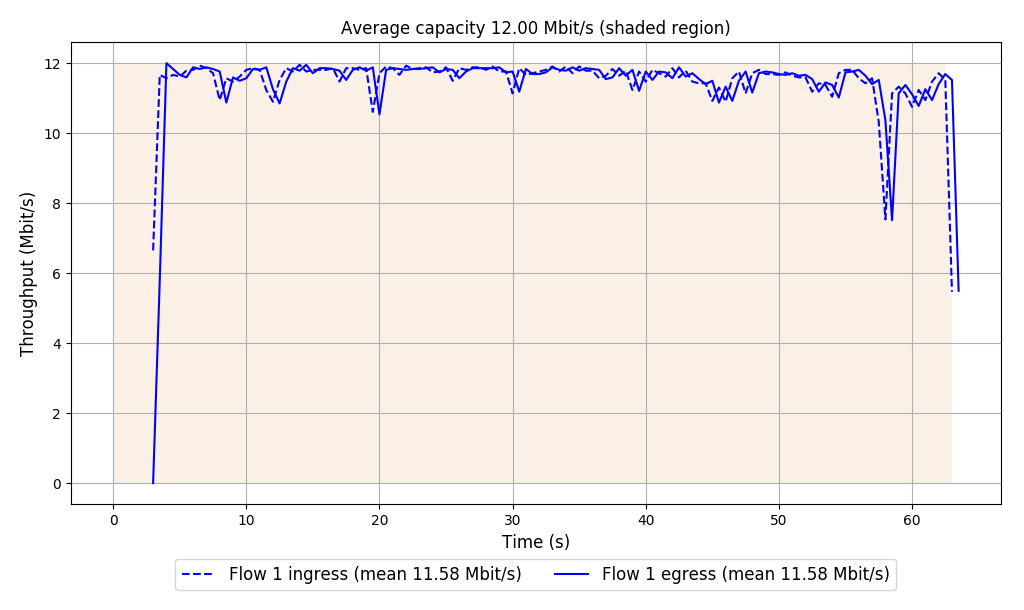 Average capacity 12.00 Mbit/s (shaded region)
Throughput (Mbit/s)
12
10
8
6
4
2
0
0 10 20 30 40 50 60
Time (s)
Flow 1 ingress (mean 11.58 Mbit/s) Flow 1 egress (mean 11.58 Mbit/s)